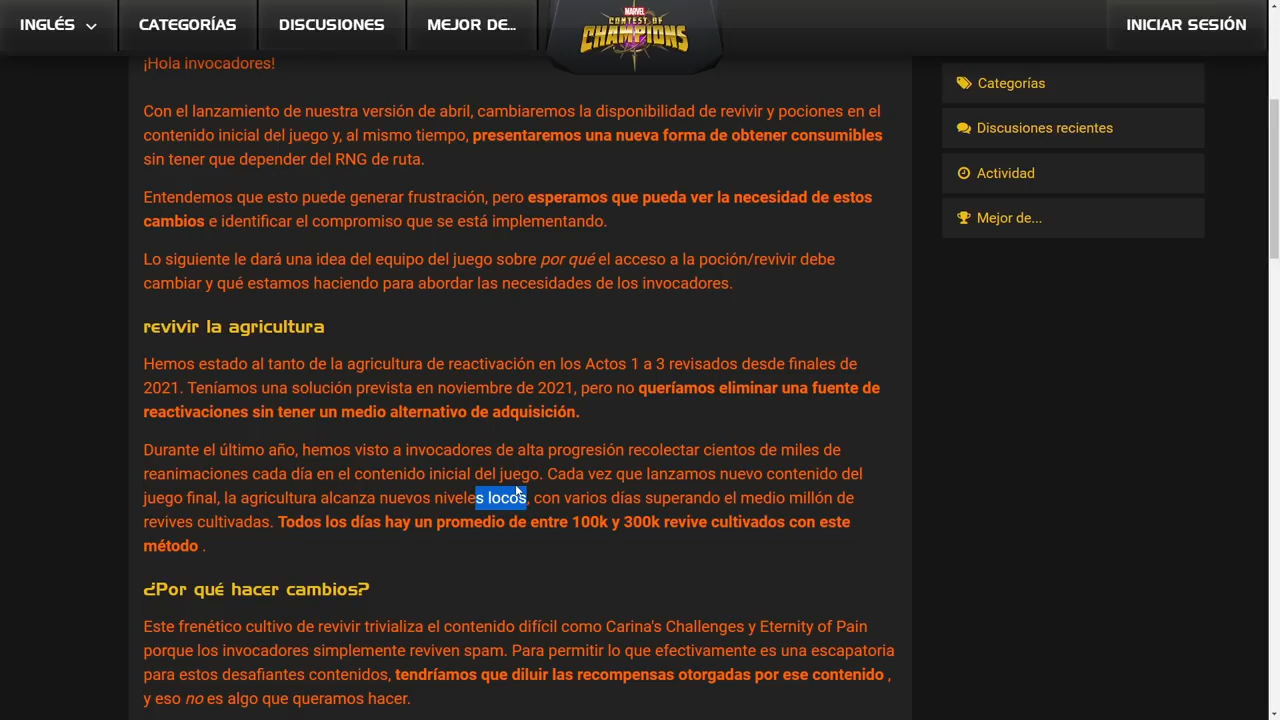 INGLÉS
CATEGORÍAS
DISCUSIONES
MEJOR DE...
MARVEL
CONTEST OF
CHAMPIONS
INICIAR SESIÓN
¡Hola invocadores!
Con el lanzamiento de nuestra versión de abril, cambiaremos la disponibilidad de revivir y pociones en el
contenido inicial del juego y, al mismo tiempo, presentaremos una nueva forma de obtener consumibles
sin tener que depender del RNG de ruta.
Entendemos que esto puede generar frustración, pero esperamos que pueda ver la necesidad de estos
cambios e identificar el compromiso que se está implementando.
Lo siguiente le dará una idea del equipo del juego sobre por qué el acceso a la poción/revivir debe
cambiar y qué estamos haciendo para abordar las necesidades de los invocadores.
revivir la agricultura
Hemos estado al tanto de la agricultura de reactivación en los Actos 1 a 3 revisados desde finales de
2021. Teníamos una solución prevista en noviembre de 2021, pero no queríamos eliminar una fuente de
reactivaciones sin tener un medio alternativo de adquisición.
Durante el último año, hemos visto a invocadores de alta progresión recolectar cientos de miles de
reanimaciones cada día en el contenido inicial del juego. Cada vez que lanzamos nuevo contenido del
juego final, la agricultura alcanza nuevos niveles locos, con varios días superando el medio millón de
revives cultivadas. Todos los días hay un promedio de entre 100k y 300k revive cultivados con este
método .
¿Por qué hacer cambios?
Este frenético cultivo de revivir trivializa el contenido difícil como Carina's Challenges y Eternity of Pain
porque los invocadores simplemente reviven spam. Para permitir lo que efectivamente es una escapatoria
para estos desafiantes contenidos, tendríamos que diluir las recompensas otorgadas por ese contenido ,
y eso no es algo que queramos hacer.
Categorías
Discusiones recientes
Actividad
Mejor de...